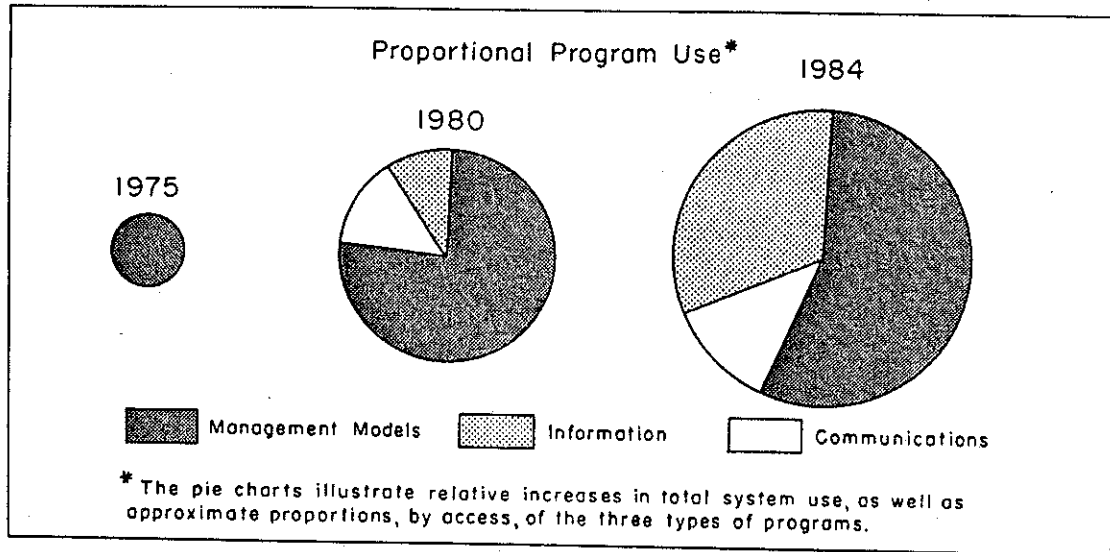 Proportional Program Use*
1975
1980
1984
Management Models
Information
Communications
* The pie charts illustrate relative increases in total system use, as well as
approximate proportions, by access, of the three types of programs.